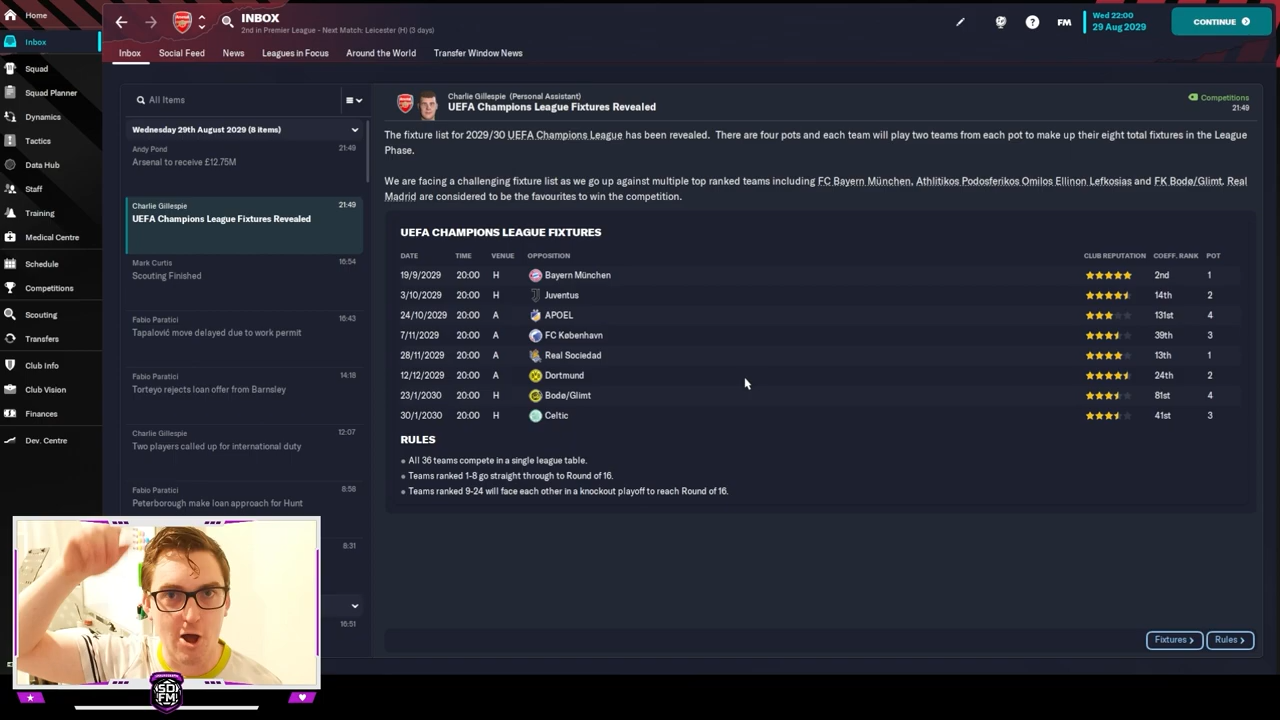 Home
Inbox
Squad
Squad Planner
Dynamics
Tactics
Data Hub
Staff
Training
Medical Centre
Schedule
Competitions
Scouting
Transfers
Club Info
Club Vision
Finances
Dev. Centre
INBOX
2nd in Premier League - Next Match: Leicester (H) (3 days)
FM
Wed 22:00
29 Aug 2029
CONTINUE
Inbox Social Feed News Leagues in Focus Around the World Transfer Window News
All Items
Wednesday 29th August 2029 (8 items)
Andy Pond 21:49
Arsenal to receive £12.75M
Charlie Gillespie 21:49
UEFA Champions League Fixtures Revealed
Mark Curtis 16:54
Scouting Finished
Fabio Paratici 16:43
Tapalović move delayed due to work permit
Fabio Paratici 14:18
Torteyo rejects loan offer from Barnsley
Charlie Gillespie 12:07
Two players called up for international duty
Fabio Paratici 8:58
Peterborough make loan approach for Hunt
8:31
16:51
Charlie Gillespie (Personal Assistant)
UEFA Champions League Fixtures Revealed
Competitions
21:49
The fixture list for 2029/30 UEFA Champions League has been revealed. There are four pots and each team will play two teams from each pot to make up their eight total fixtures in the League
Phase.
We are facing a challenging fixture list as we go up against multiple top ranked teams including FC Bayern München, Athlitikos Podosferikos Omilos Ellinon Lefkosias and FK Bodø/Glimt. Real
Madrid are considered to be the favourites to win the competition.
UEFA CHAMPIONS LEAGUE FIXTURES
DATE TIME VENUE OPPOSITION CLUB REPUTATION COEFF. RANK POT
19/9/2029 20:00 H Bayern München 2nd 1
3/10/2029 20:00 H Juventus 14th 2
24/10/2029 20:00 A APOEL 131st 4
7/11/2029 20:00 A FC København 39th 3
28/11/2029 20:00 A Real Sociedad 13th 1
12/12/2029 20:00 A Dortmund 24th 2
23/1/2030 20:00 H Bodø/Glimt 81st 4
30/1/2030 20:00 H Celtic 41st 3
RULES
All 36 teams compete in a single league table.
Teams ranked 1-8 go straight through to Round of 16.
Teams ranked 9-24 will face each other in a knockout playoff to reach Round of 16.
Fixtures
Rules
SD
FM